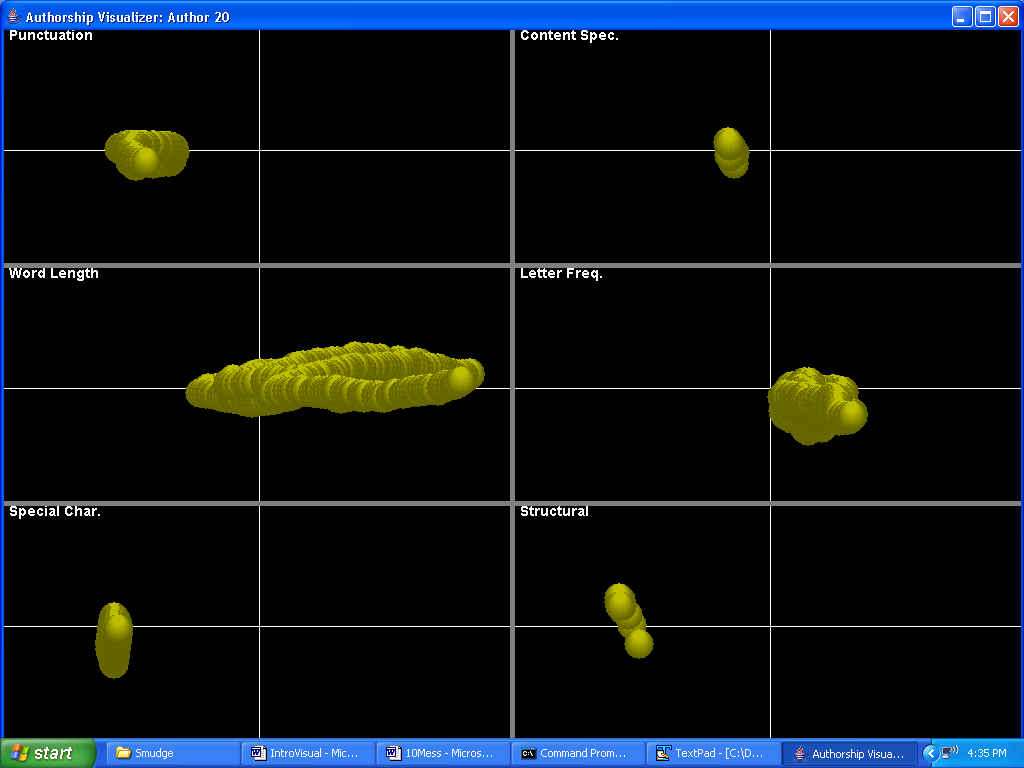 Authorship Visualizer: Author 20
Punctuation
Content Spec.
Word Length
Letter Freq.
Special Char.
Structural
start
Smudge
IntroVisual - Mic...
10Mess - Micros...
Command Prom...
TextPad - [C:\D...
Authorship Visua...
4:35 PM